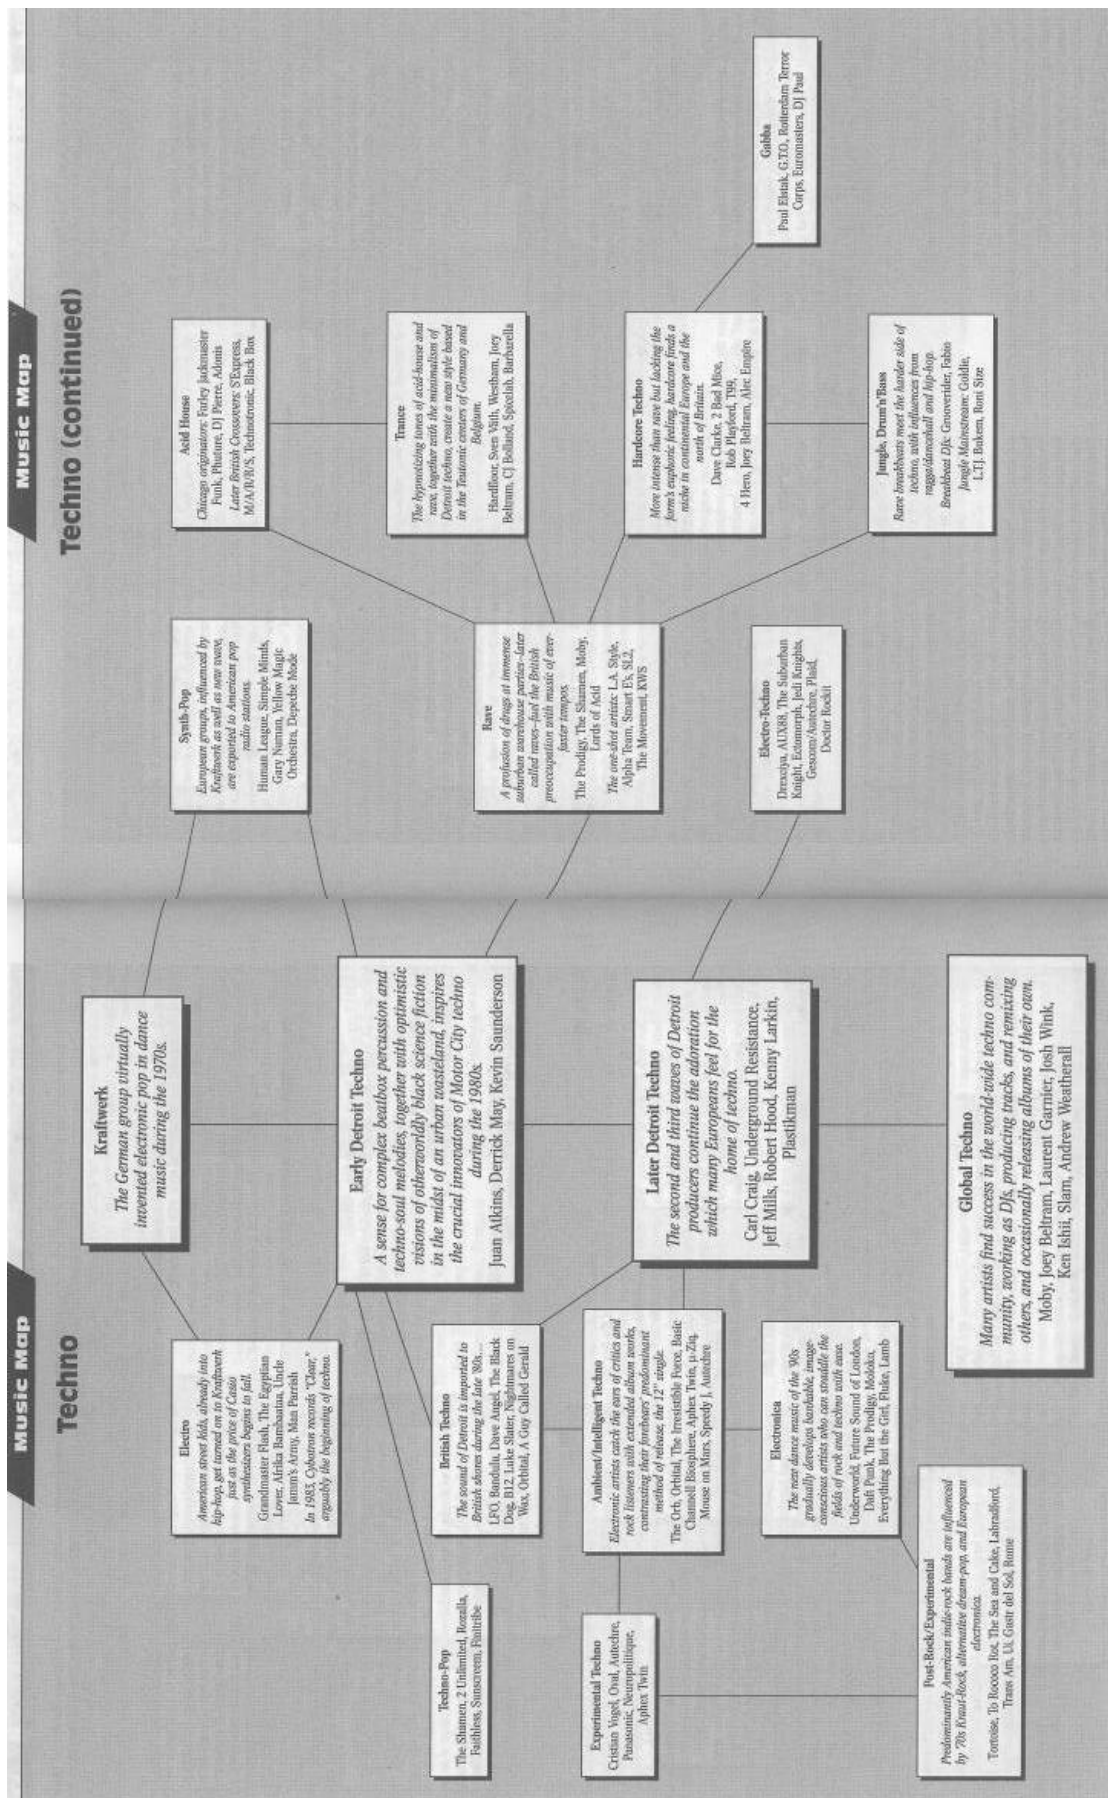 Music Map
Techno
Kraftwerk
The German group virtually
invented electronic pop in dance
music during the 1970s.
Electro
American street kids, already into
hip-hop, get turned on to Kraftwerk
just as the price of Casio
synthesizers begins to fall.
Grandmaster Flash, The Egyptian
Lover, Afrika Bambaataa, Uncle
Jamm's Army, Man Parrish
In 1983, Cybotron records "Clear,"
arguably the beginning of techno.
Early Detroit Techno
A sense for complex beatbox percussion and
techno-soul melodies, together with optimistic
visions of otherworldly black science fiction
in the midst of an urban wasteland, inspires
the crucial innovators of Motor City techno
during the 1980s.
Juan Atkins, Derrick May, Kevin Saunderson
Techno-Pop
The Shamen, 2 Unlimited, Rozalla,
Faithless, Sunscreem, Finitribe
British Techno
The sound of Detroit is imported to
British shores during the late '80s....
LFO, Bandulu, Dave Angel, The Black
Dog, B12, Luke Slater, Nightmares on
Wax, Orbital, A Guy Called Gerald
Later Detroit Techno
The second and third waves of Detroit
producers continue the adoration
which many Europeans feel for the
home of techno.
Carl Craig, Underground Resistance,
Jeff Mills, Robert Hood, Kenny Larkin,
Plastikman
Experimental Techno
Cristian Vogel, Oval, Autechre,
Panasonic, Neuropolitique,
Aphex Twin
Ambient/Intelligent Techno
Electronic artists catch the ears of critics and
rock listeners with extended album works,
contrasting their forebears' predominant
method of release, the 12" single.
The Orb, Orbital, The Irresistible Force, Basic
Channell Biosphere, Aphex Twin, µ-Ziq,
Mouse on Mars, Speedy J, Autechre
Electronica
The new dance music of the '90s
gradually develops bankable, image-
conscious artists who can straddle the
fields of rock and techno with ease.
Underworld, Future Sound of London,
Daft Punk, The Prodigy, Moloko,
Everything But the Girl, Fluke, Lamb
Post-Rock/Experimental
Predominantly American indie-rock bands are influenced
by '70s Kraut-Rock, alternative dream-pop, and European
electronica.
Tortoise, To Rococo Rot, The Sea and Cake, Labradford,
Trans Am, Ui, Gastr del Sol, Rome
Global Techno
Many artists find success in the world-wide techno com-
munity, working as DJs, producing tracks, and remixing
others, and occasionally releasing albums of their own.
Moby, Joey Beltram, Laurent Garnier, Josh Wink,
Ken Ishii, Slam, Andrew Weatherall
Music Map
Techno (continued)
Synth-Pop
European groups, influenced by
Kraftwerk as well as new wave,
are exported to American pop
radio stations.
Human League, Simple Minds,
Gary Numan, Yellow Magic
Orchestra, Depeche Mode
Acid House
Chicago originators: Farley Jackmaster
Funk, Phuture, DJ Pierre, Adonis
Later British Crossovers: S'Express,
M/A/R/R/S, Technotronic, Black Box
Rave
A profusion of drugs at immense
suburban warehouse parties–later
called raves–fuel the British
preoccupation with music of ever-
faster tempos.
The Prodigy, The Shamen, Moby,
Lords of Acid
The one-shot artists: L.A. Style,
Alpha Team, Smart E's, SL2,
The Movement, KWS
Trance
The hypnotizing tones of acid-house and
rave, together with the minimalism of
Detroit techno, create a new style based
in the Teutonic centers of Germany and
Belgium.
Hardfloor, Sven Väth, Westbam, Joey
Beltram, CJ Bolland, Spicelab, Barbarella
Hardcore Techno
More intense than rave but lacking the
form's euphoric feeling, hardcore finds a
niche in continental Europe and the
north of Britain.
Dave Clarke, 2 Bad Mice,
Rob Playford, T99,
4 Hero, Joey Beltram, Alec Empire
Gabba
Paul Elstak, G.T.O., Rotterdam Terror
Corps, Euromasters, DJ Paul
Electro-Techno
Drexciya, AUX88, The Suburban
Knight, Ectomorph, Jedi Knights,
Gescom/Autechre, Plaid,
Doctor Rockit
Jungle, Drum'n'Bass
Rave breakbeats meet the harder side of
techno, with influences from
ragga/dancehall and hip-hop.
Breakbeat DJs: Grooverider, Fabio
Jungle Mainstream: Goldie,
L.T.J. Bukem, Roni Size